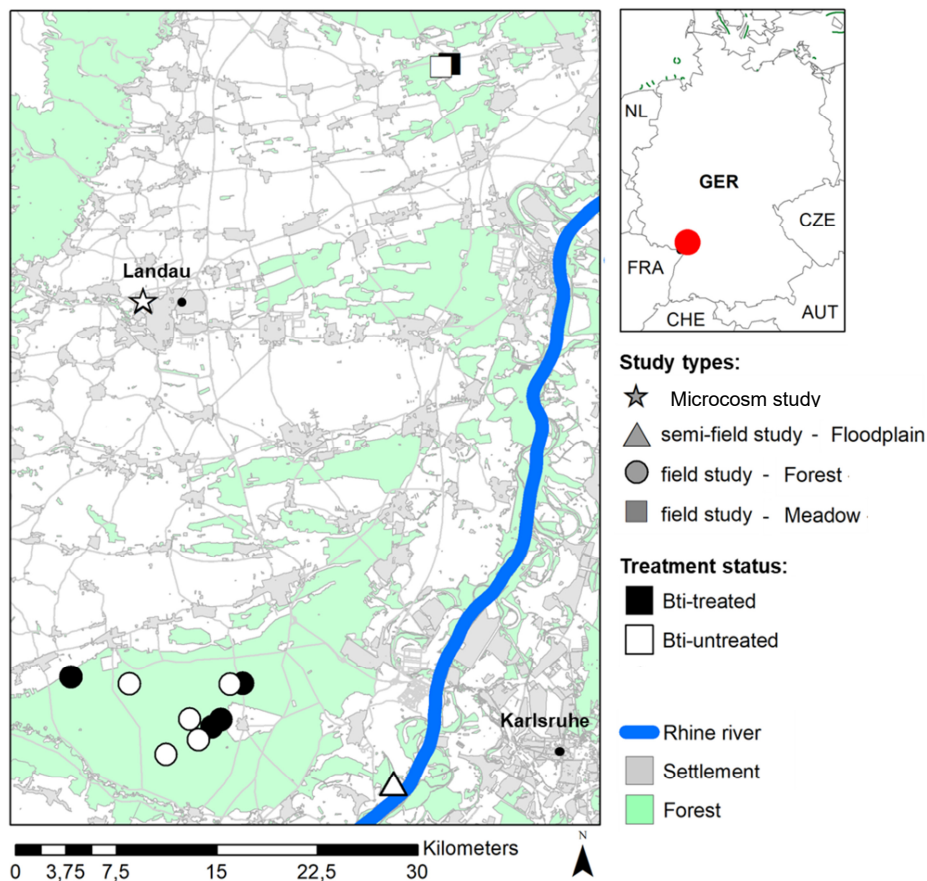 Landau
Karlsruhe
Kilometers
0 3,75 7,5 15 22,5 30
N
NL
GER
CZE
FRA
CHE
AUT
Study types:
Microcosm study
semi-field study - Floodplain
field study - Forest
field study - Meadow
Treatment status:
Bti-treated
Bti-untreated
Rhine river
Settlement
Forest